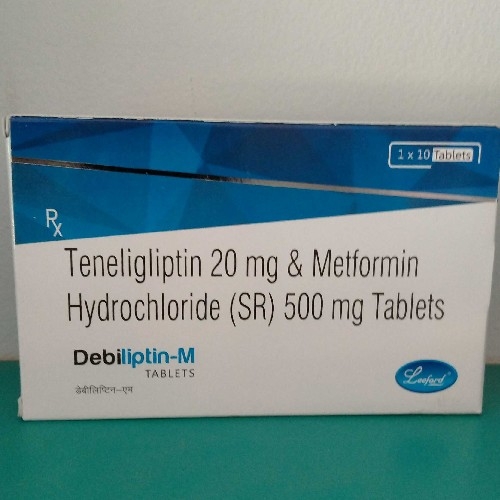 1 x 10 Tablets
Rx
Teneligliptin 20 mg & Metformin
Hydrochloride (SR) 500 mg Tablets
Debiliptin-M
TABLETS
डेबीलिप्टिन-एम
Leeford